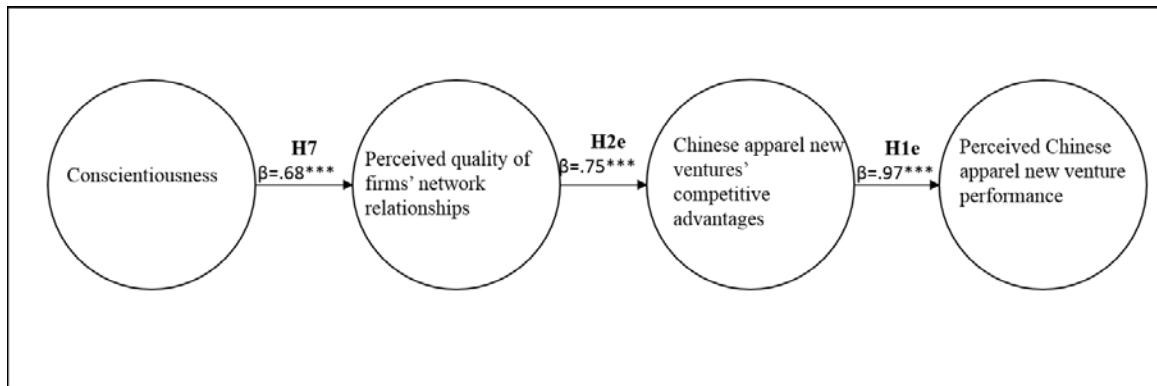 Conscientiousness
H7
β=.68***
Perceived quality of
firms’ network
relationships
H2e
β=.75***
Chinese apparel new
ventures’
competitive
advantages
H1e
β=.97***
Perceived Chinese
apparel new venture
performance